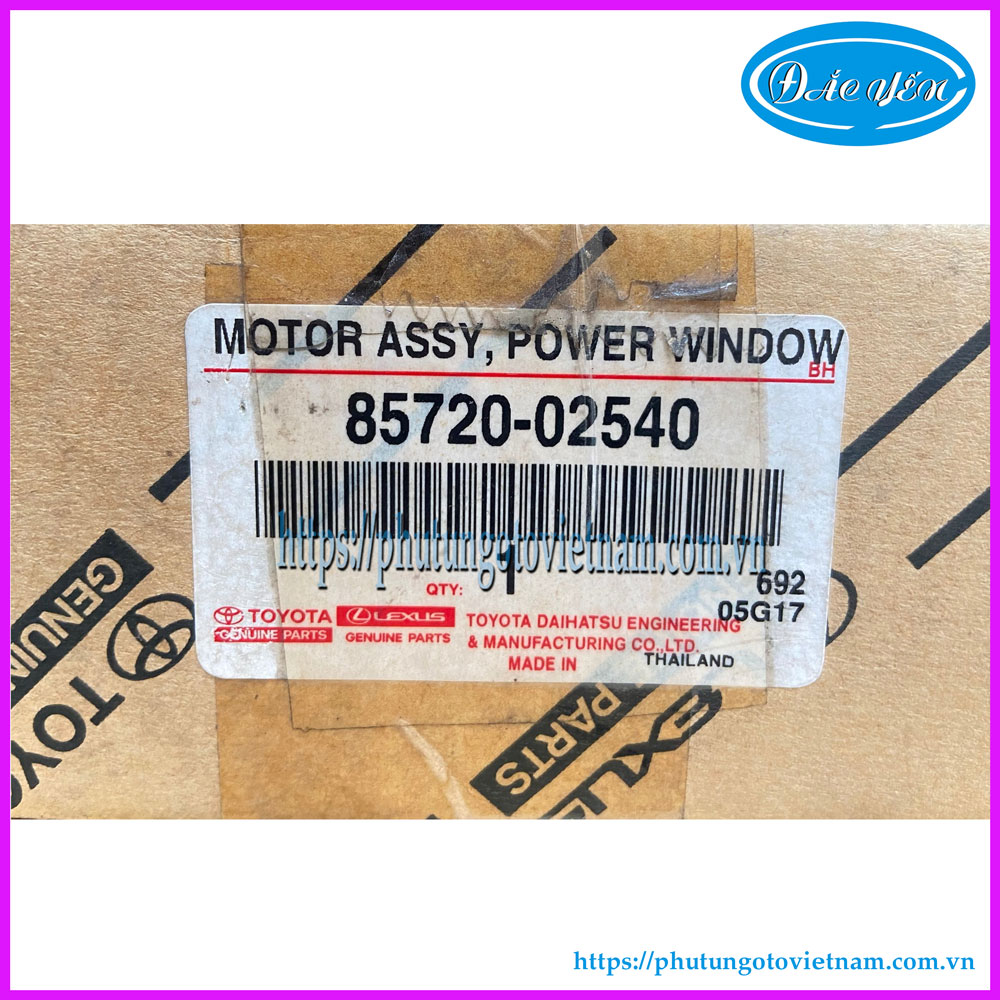 ĐẮC YẾN
MOTOR ASSY, POWER WINDOW
BH
85720-02540
https://phutungotovietnam.com.vn
QTY: 1
692
05G17
TOYOTA
GENUINE PARTS
LEXUS
GENUINE PARTS
TOYOTA DAIHATSU ENGINEERING
& MANUFACTURING CO.,LTD.
MADE IN THAILAND
GENUIN
TOYO
PARTS
EXUS
https://phutungotovietnam.com.vn